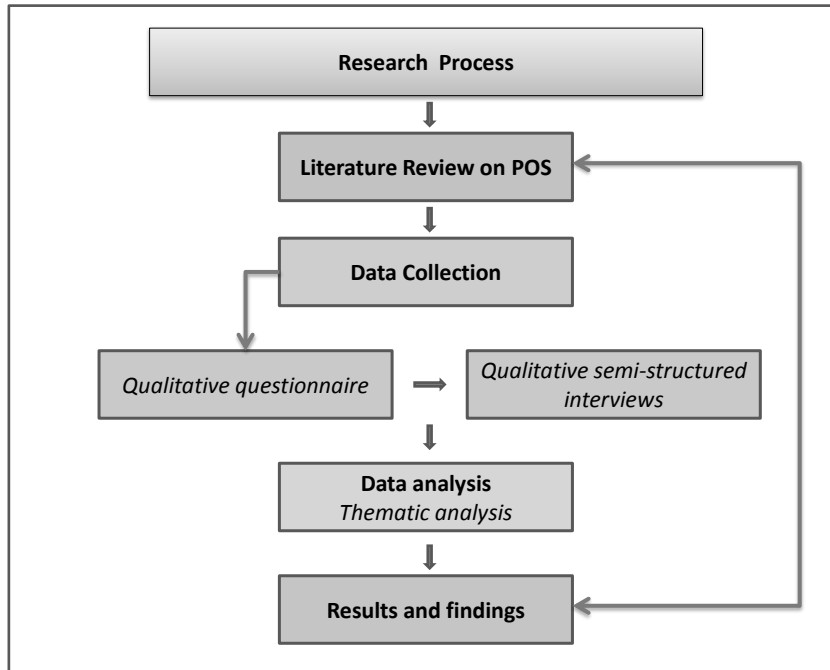 Research Process
Literature Review on POS
Data Collection
Qualitative questionnaire
Qualitative semi-structured
interviews
Data analysis
Thematic analysis
Results and findings